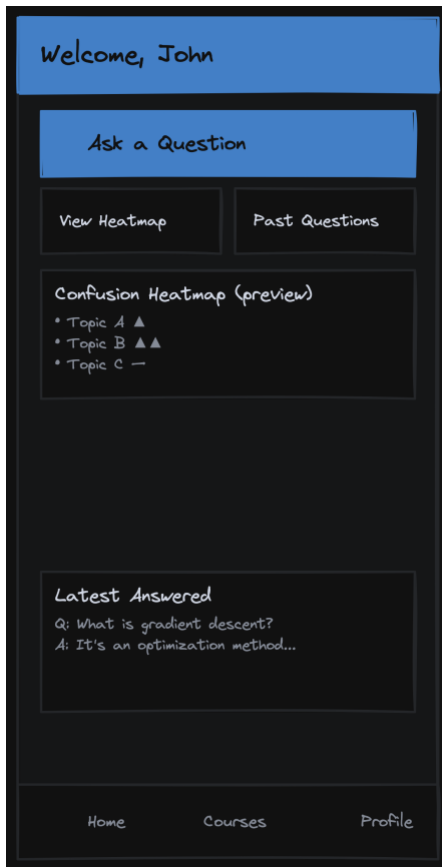 Welcome, John
Ask a Question
View Heatmap
Past Questions
Confusion Heatmap (preview)
• Topic A ▲
• Topic B ▲▲
• Topic C —
Latest Answered
Q: What is gradient descent?
A: It's an optimization method...
Home Courses Profile